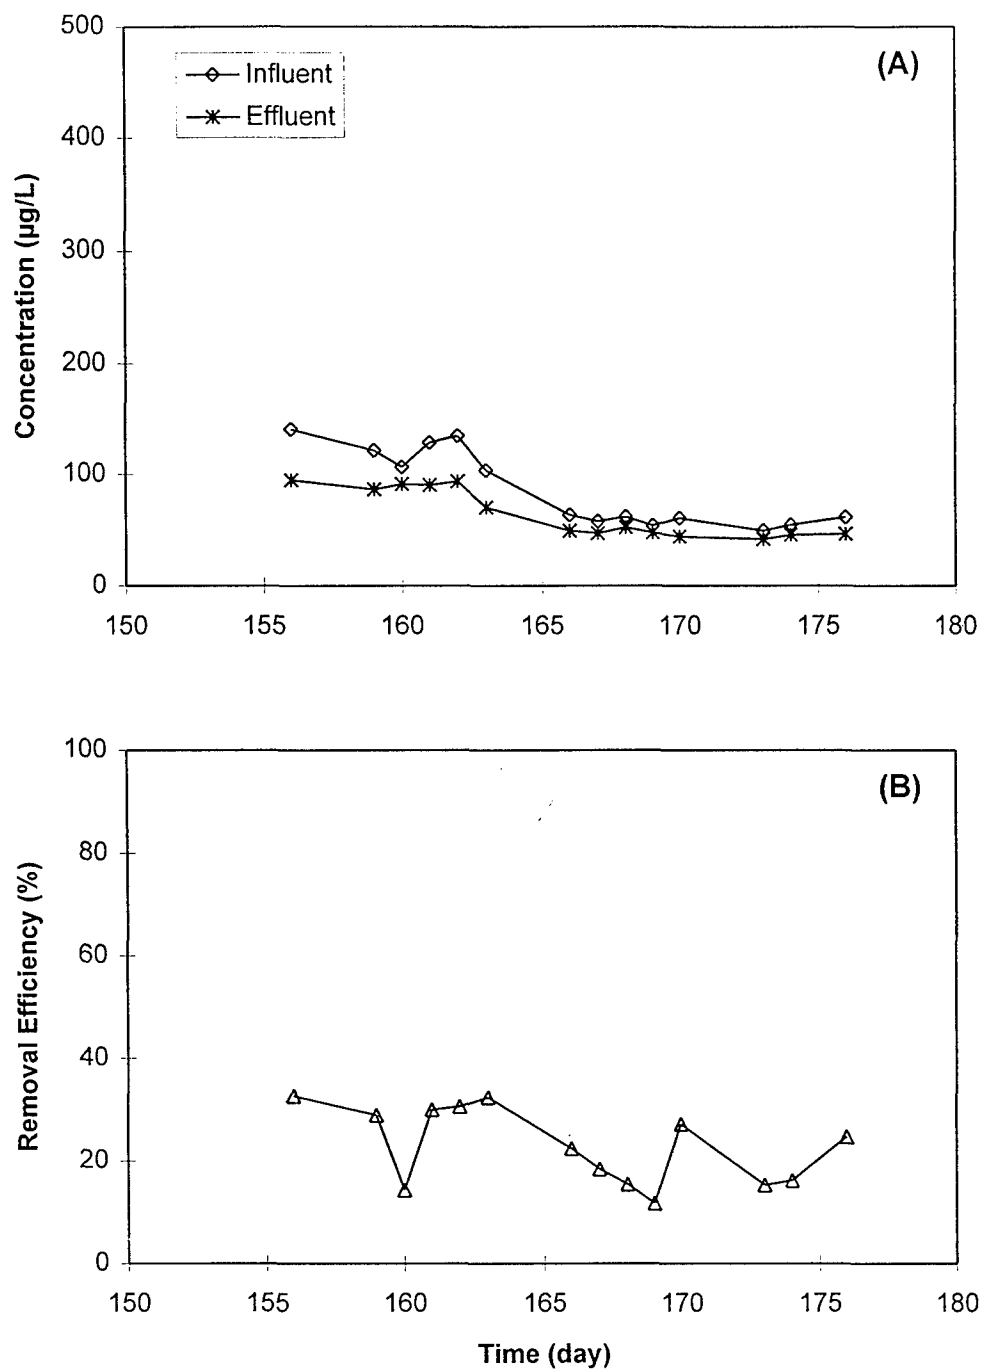 500
400
300
200
100
0
Concentration (µg/L)
Influent
Effluent
(A)
150 155 160 165 170 175 180
100
80
60
40
20
0
Removal Efficiency (%)
(B)
150 155 160 165 170 175 180
Time (day)